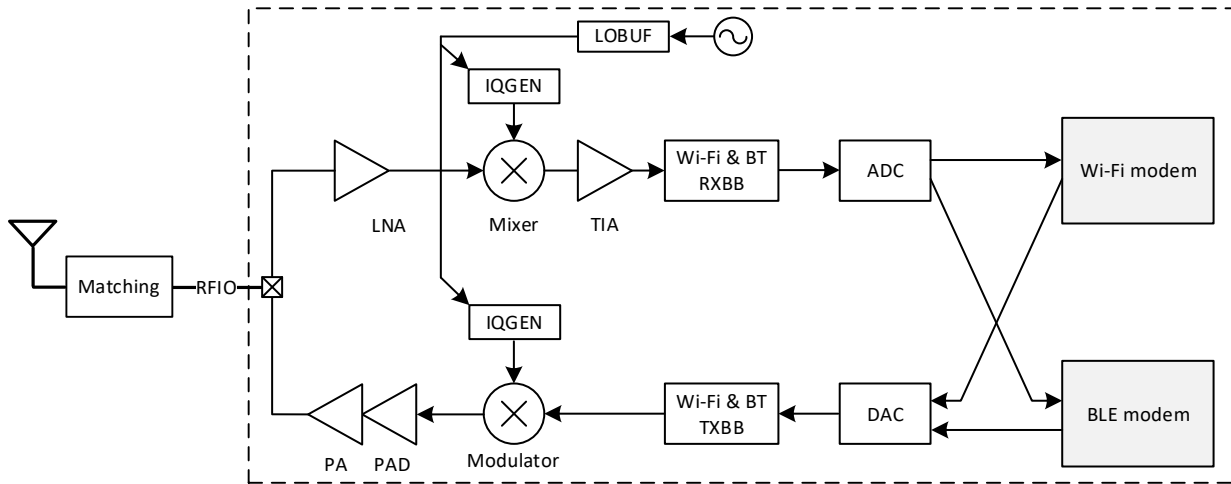 LOBUF
IQGEN
Wi-Fi & BT
RXBB
ADC
Wi-Fi modem
LNA
Mixer
TIA
Matching
RFIO
IQGEN
Wi-Fi & BT
TXBB
DAC
BLE modem
PA
PAD
Modulator